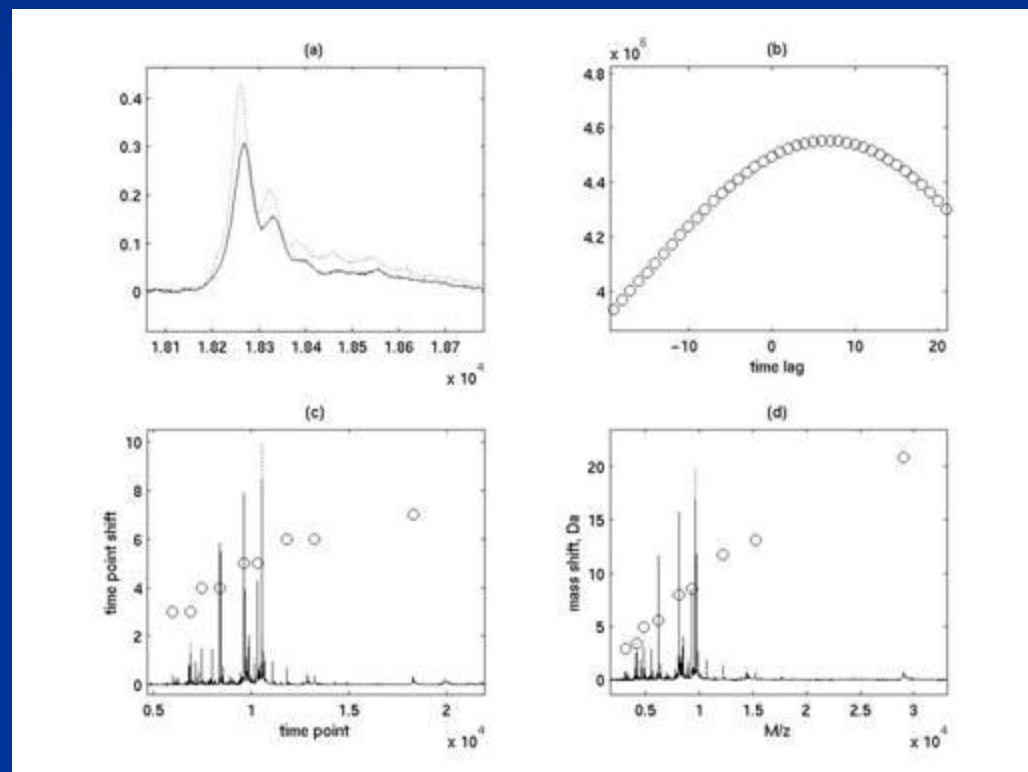 (a)
0.4
0.3
0.2
0.1
0
1.81 1.82 1.83 1.84 1.85 1.86 1.87
x 10^4
(b)
x 10^6
4.8
4.6
4.4
4.2
4
−10 0 10 20
time lag
(c)
time point shift
10
8
6
4
2
0
0.5 1 1.5 2
time point
x 10^4
(d)
mass shift, Da
20
15
10
5
0
0.5 1 1.5 2 2.5 3
M/z
x 10^4